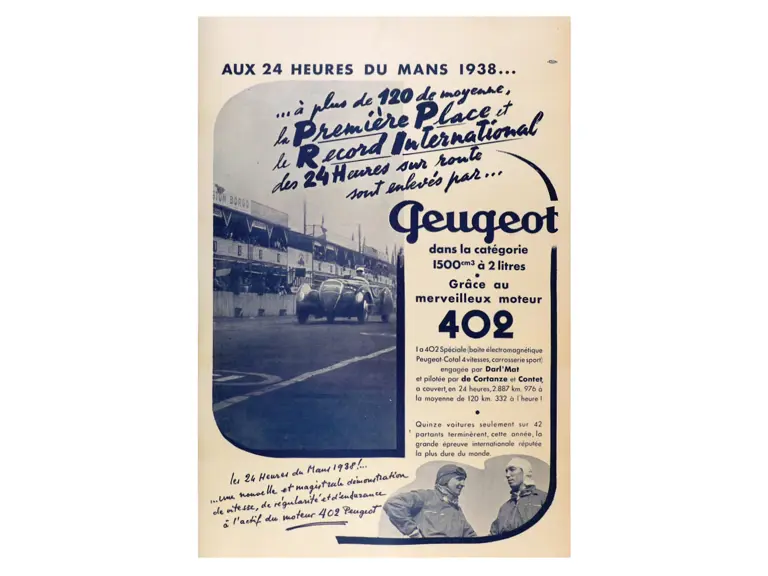 AUX 24 HEURES DU MANS 1938...
...à plus de 120 de moyenne,
la Première Place et
le Record International
des 24 Heures sur route
sont enlevés par...
Peugeot
dans la catégorie
1500cm3 à 2 litres
•
Grâce au
merveilleux moteur
402
la 402 Spéciale (boîte électromagnétique
Peugeot-Cotal 4 vitesses, carrosserie sport)
engagée par Darl'Mat
et pilotée par de Cortanze et Contet,
a couvert, en 24 heures, 2.887 km. 976 à
la moyenne de 120 km. 332 à l'heure !
•
Quinze voitures seulement sur 42
partants terminèrent, cette année, la
grande épreuve internationale réputée
la plus dure du monde.
les 24 Heures du Mans 1938!...
...une nouvelle et magistrale démonstration
de vitesse, de régularité et d'endurance
à l'actif du moteur 402 Peugeot